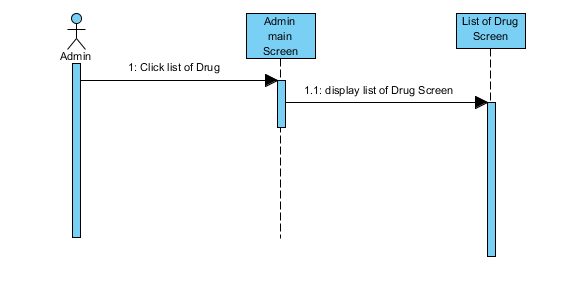 Admin
main
Screen
List of Drug
Screen
Admin
1: Click list of Drug
1.1: display list of Drug Screen